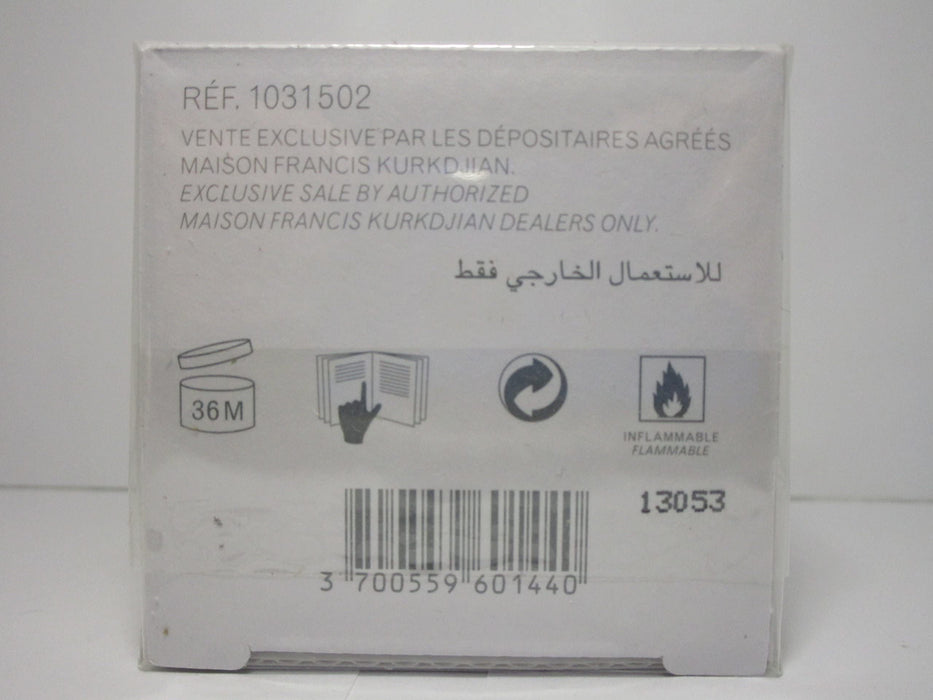 RÉF. 1031502
VENTE EXCLUSIVE PAR LES DÉPOSITAIRES AGRÉÉS
MAISON FRANCIS KURKDJIAN.
EXCLUSIVE SALE BY AUTHORIZED
MAISON FRANCIS KURKDJIAN DEALERS ONLY.
للاستعمال الخارجي فقط
36M
INFLAMMABLE
FLAMMABLE
13053
3 700559 601440